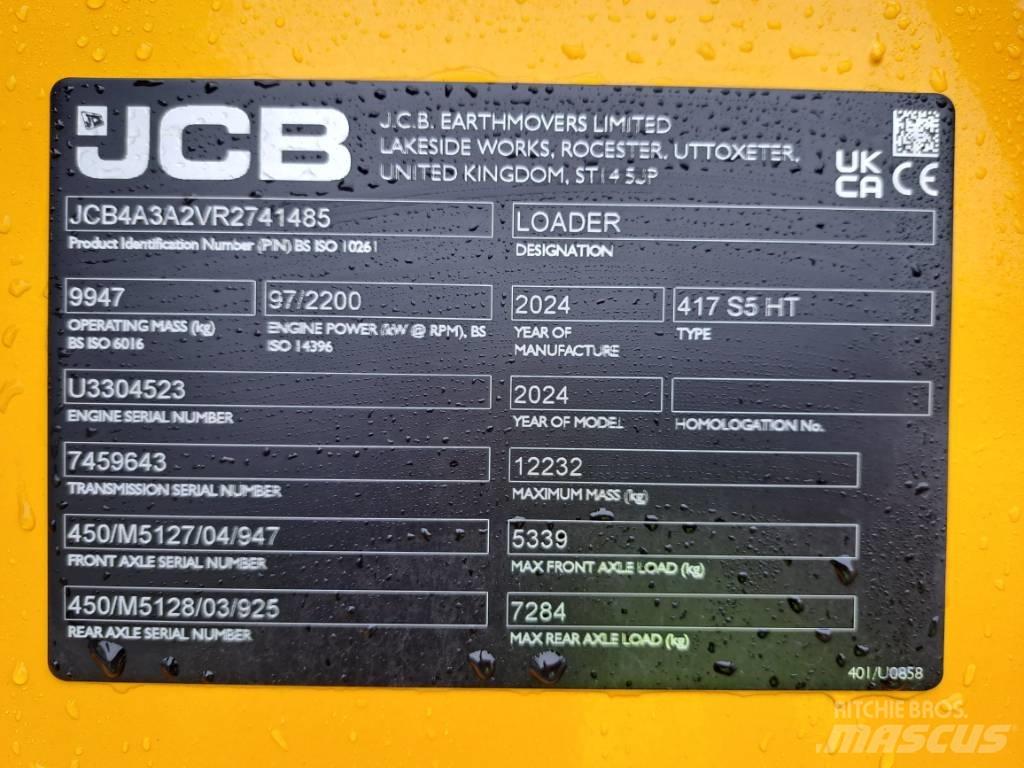 JCB
J.C.B. EARTHMOVERS LIMITED
LAKESIDE WORKS, ROCESTER, UTTOXETER,
UNITED KINGDOM, ST14 5JP
UK
CA CE
JCB4A3A2VR2741485
Product Identification Number (PIN) BS ISO 10261
LOADER
DESIGNATION
9947
OPERATING MASS (kg)
BS ISO 6016
97/2200
ENGINE POWER (kW @ RPM), BS
ISO 14396
2024
YEAR OF
MANUFACTURE
417 S5 HT
TYPE
U3304523
ENGINE SERIAL NUMBER
2024
YEAR OF MODEL
HOMOLOGATION No.
7459643
TRANSMISSION SERIAL NUMBER
12232
MAXIMUM MASS (kg)
450/M5127/04/947
FRONT AXLE SERIAL NUMBER
5339
MAX FRONT AXLE LOAD (kg)
450/M5128/03/925
REAR AXLE SERIAL NUMBER
7284
MAX REAR AXLE LOAD (kg)
401/U0858
RITCHIE BROS.
MASCUS